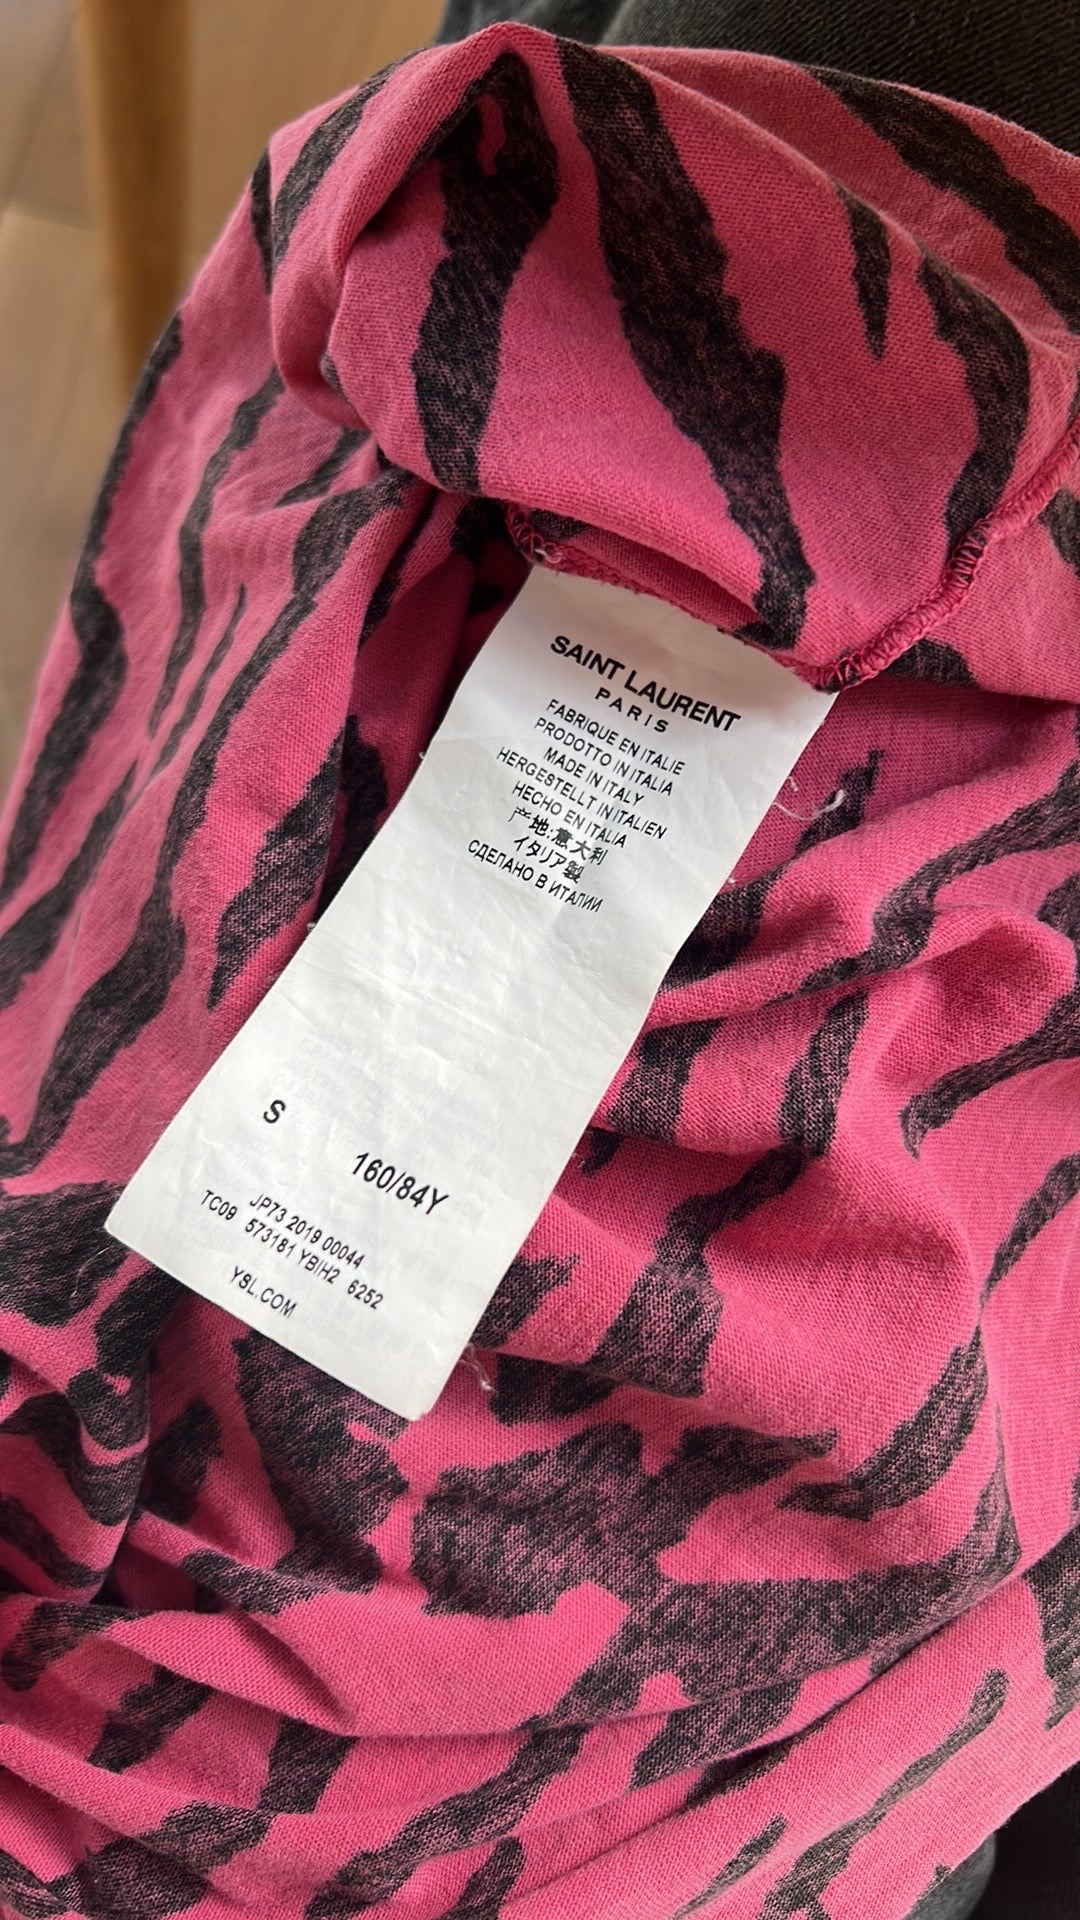 SAINT LAURENT
PARIS
FABRIQUE EN ITALIE
PRODOTTO IN ITALIA
MADE IN ITALY
HERGESTELLT IN ITALIEN
HECHO EN ITALIA
产地:意大利
イタリア製
СДЕЛАНО В ИТАЛИИ
S
160/84Y
JP73 2019 00044
TC09 573181 YBIH2 6252
YSL.COM